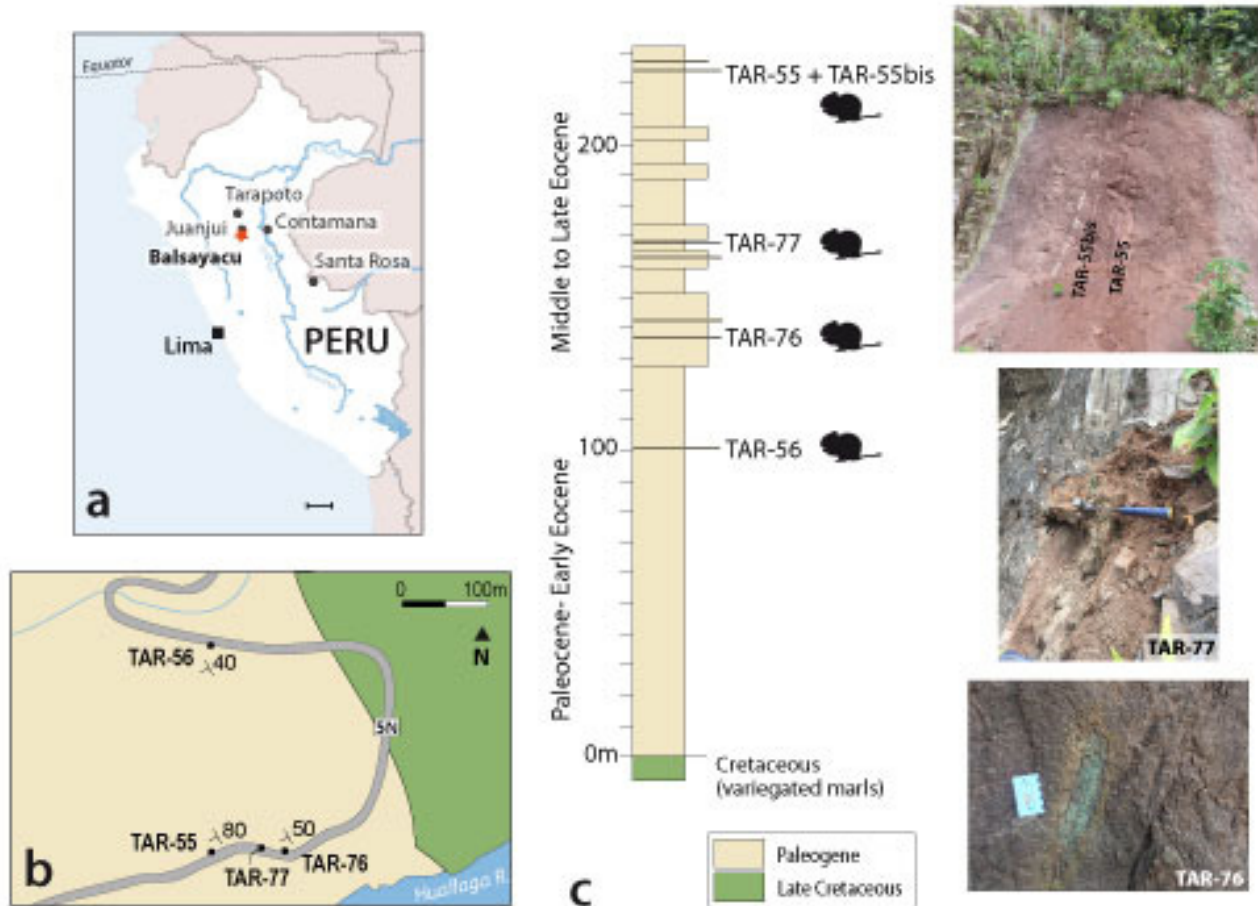 Equator
Tarapoto
Juanjui
Contamana
Balsayacu
Santa Rosa
Lima
PERU
a
0 100m
N
TAR-56
40
5N
80
50
TAR-55
TAR-77
TAR-76
Huallaga R.
b
Middle to Late Eocene
Paleocene- Early Eocene
TAR-55 + TAR-55bis
200
TAR-77
TAR-76
100
TAR-56
0m
Cretaceous
(variegated marls)
Paleogene
Late Cretaceous
c
TAR-55bis
TAR-55
TAR-77
TAR-76